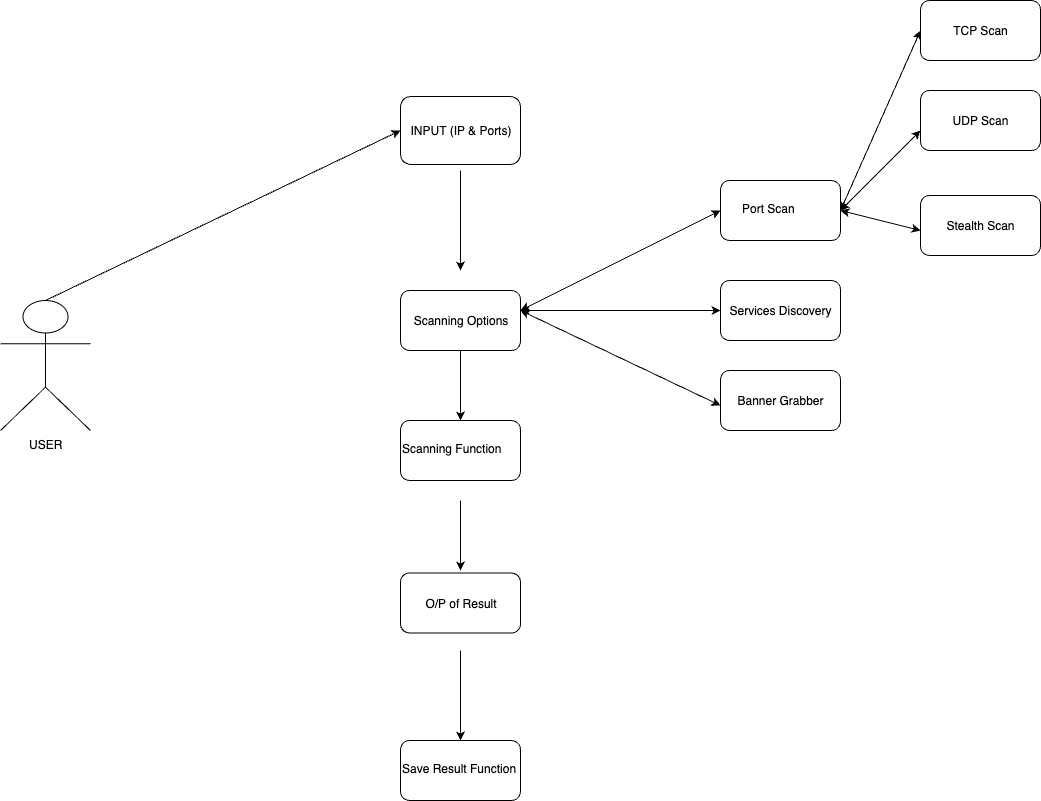 TCP Scan
INPUT (IP & Ports)
UDP Scan
Port Scan
Stealth Scan
Scanning Options
Services Discovery
Banner Grabber
USER
Scanning Function
O/P of Result
Save Result Function